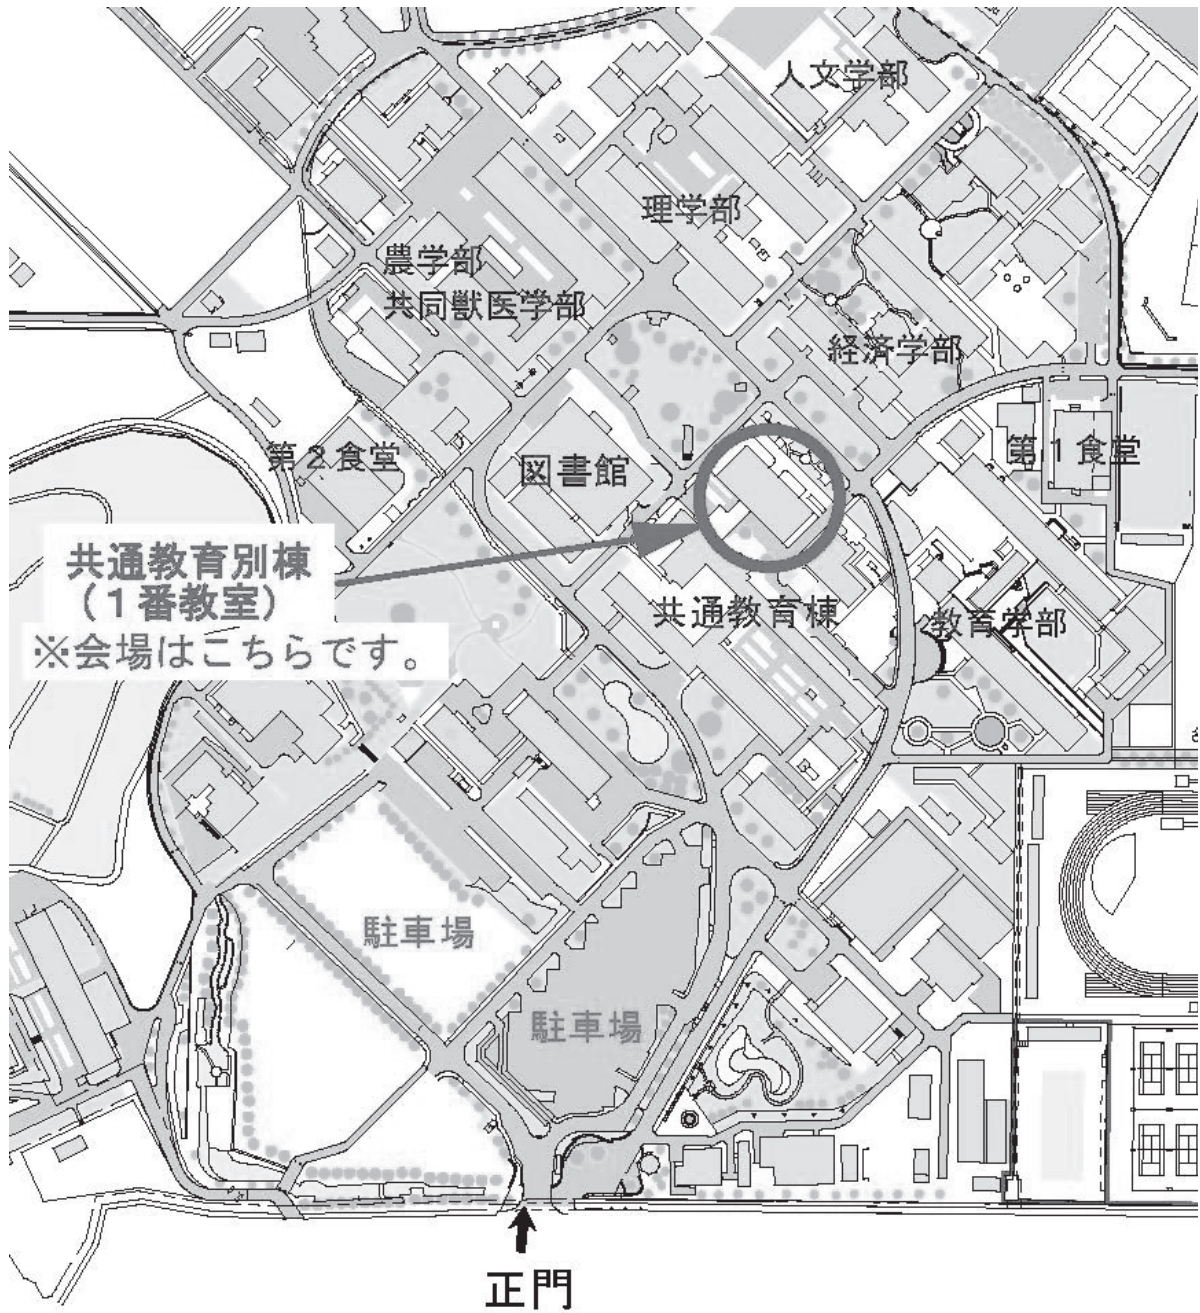 人文学部
理学部
農学部
共同獣医学部
経済学部
第2食堂
図書館
第1食堂
共通教育別棟
（1番教室）
※会場はこちらです。
共通教育棟
教育学部
駐車場
駐車場
正門